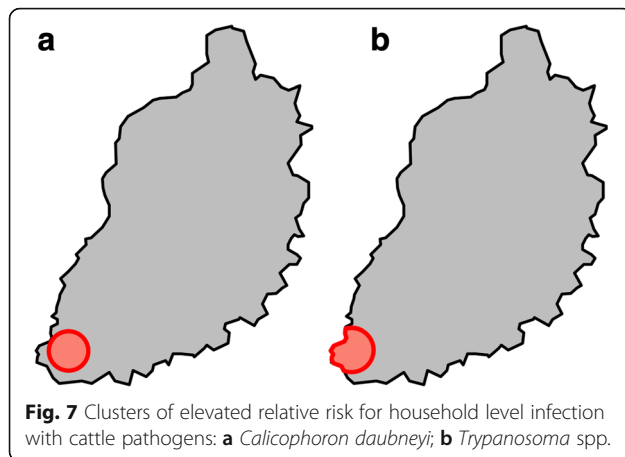 a b
Fig. 7 Clusters of elevated relative risk for household level infection
with cattle pathogens: a Calicophoron daubneyi; b Trypanosoma spp.